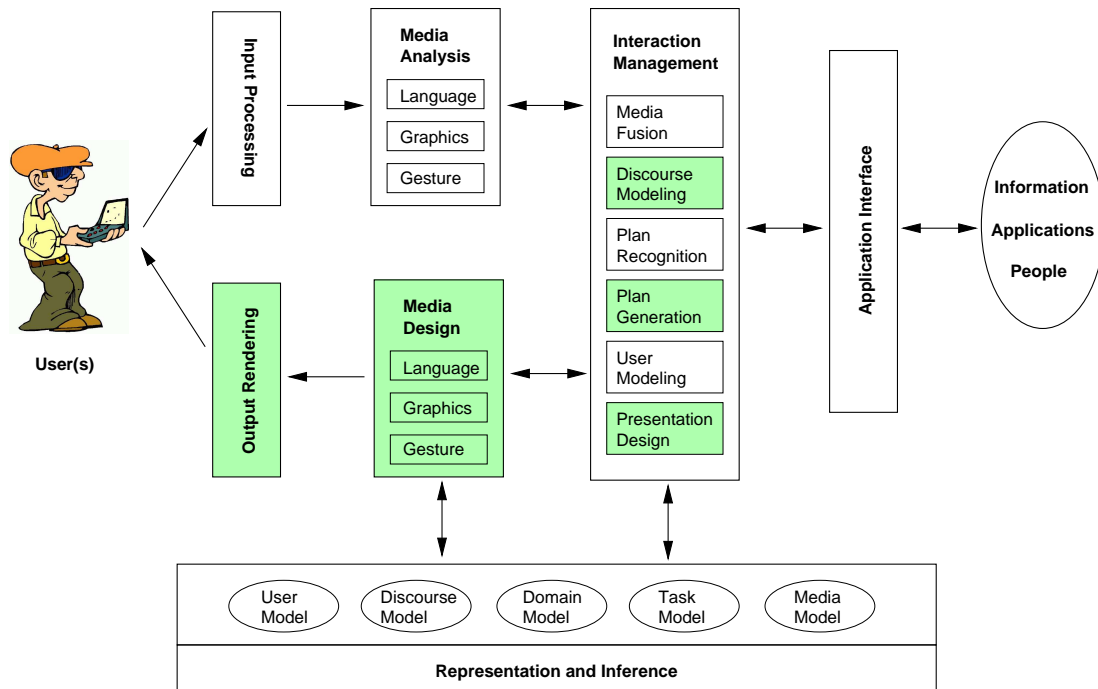 Input Processing
Media
Analysis
Language
Graphics
Gesture
Interaction
Management
Media
Fusion
Discourse
Modeling
Plan
Recognition
Plan
Generation
User
Modeling
Presentation
Design
Application Interface
Information
Applications
People
User(s)
Output Rendering
Media
Design
Language
Graphics
Gesture
User
Model
Discourse
Model
Domain
Model
Task
Model
Media
Model
Representation and Inference